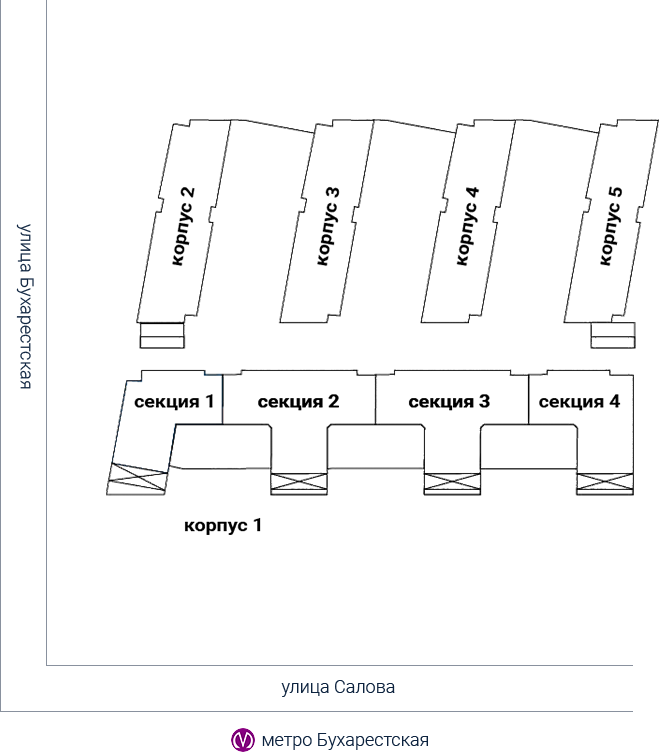 корпус 2
корпус 3
корпус 4
корпус 5
улица Бухарестская
секция 1
секция 2
секция 3
секция 4
корпус 1
улица Салова
метро Бухарестская